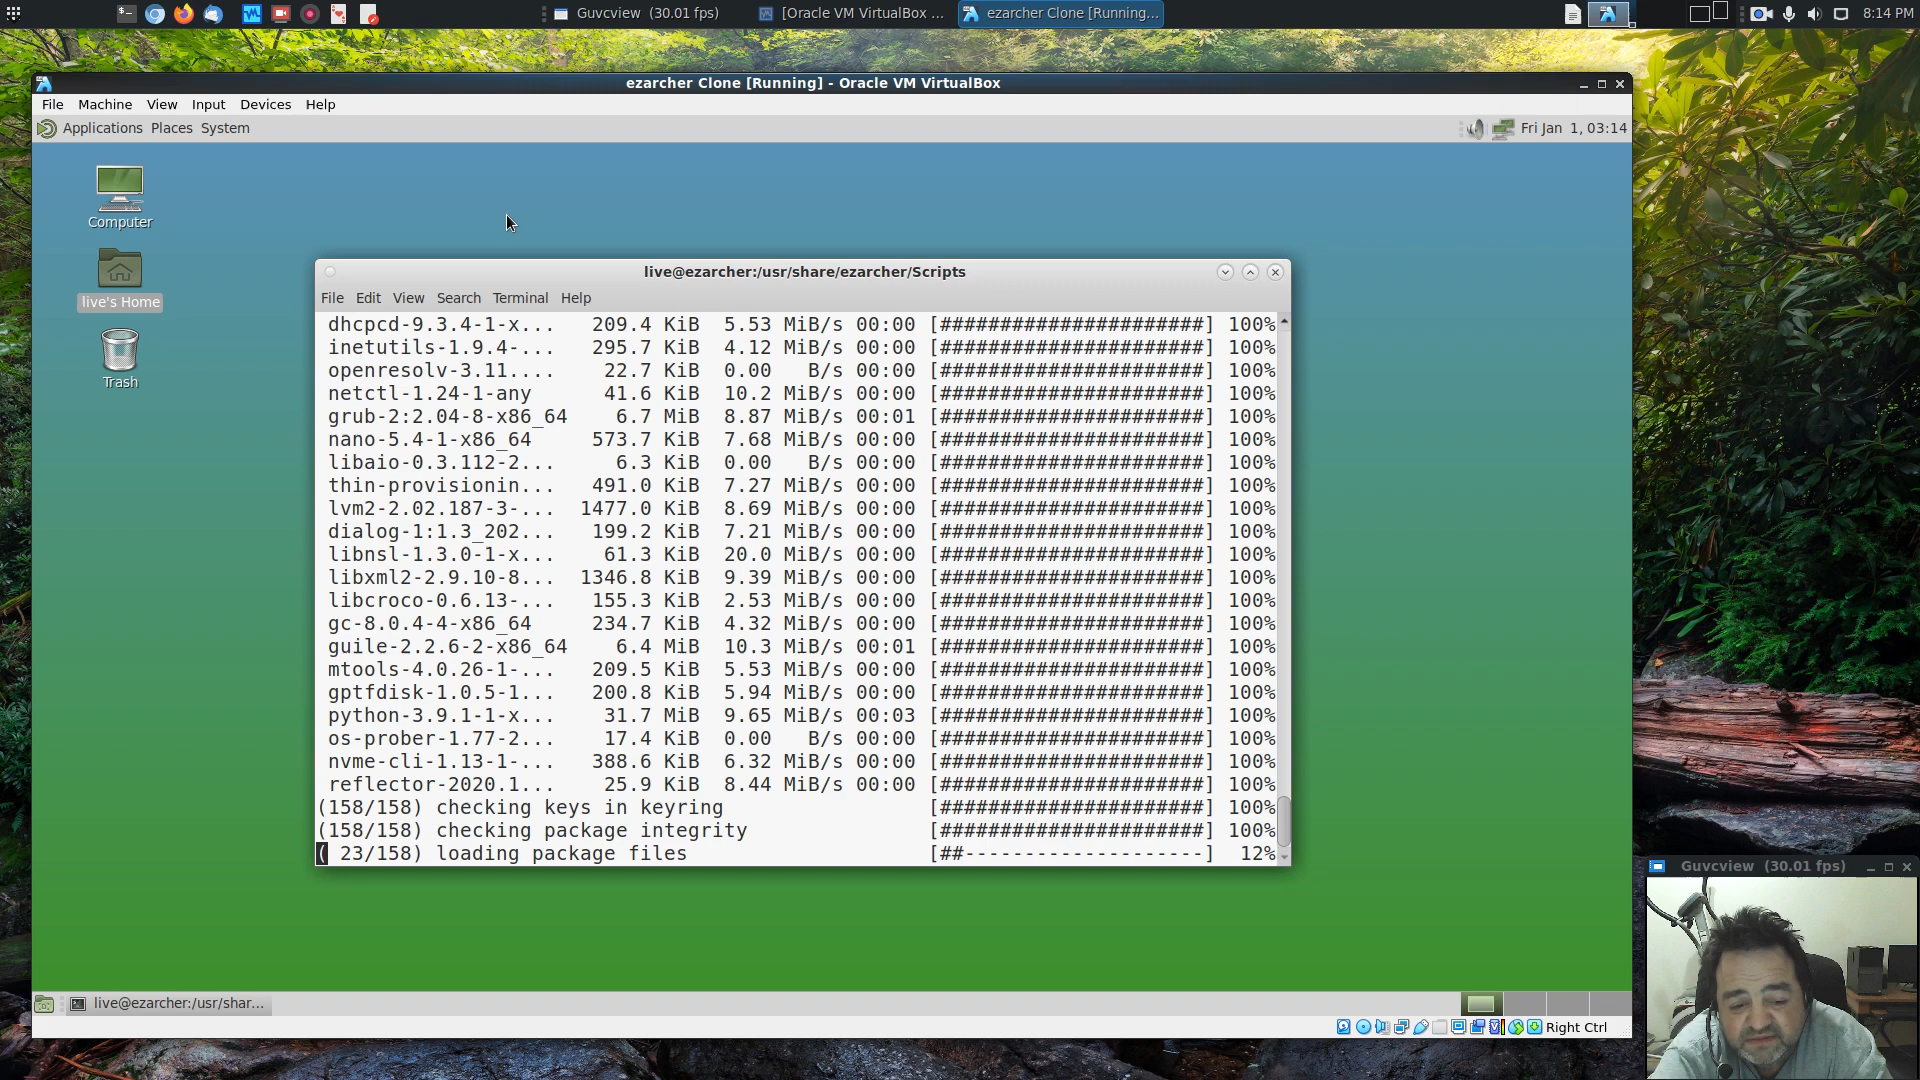 Guvcview (30.01 fps)
[Oracle VM VirtualBox ...
ezarcher Clone [Running...
8:14 PM
ezarcher Clone [Running] - Oracle VM VirtualBox
File Machine View Input Devices Help
Applications Places System
Fri Jan 1, 03:14
Computer
live's Home
Trash
live@ezarcher:/usr/share/ezarcher/Scripts
File Edit View Search Terminal Help
dhcpcd-9.3.4-1-x... 209.4 KiB 5.53 MiB/s 00:00 [######################] 100%
inetutils-1.9.4-... 295.7 KiB 4.12 MiB/s 00:00 [######################] 100%
openresolv-3.11.... 22.7 KiB 0.00 B/s 00:00 [######################] 100%
netctl-1.24-1-any 41.6 KiB 10.2 MiB/s 00:00 [######################] 100%
grub-2:2.04-8-x86_64 6.7 MiB 8.87 MiB/s 00:01 [######################] 100%
nano-5.4-1-x86_64 573.7 KiB 7.68 MiB/s 00:00 [######################] 100%
libaio-0.3.112-2... 6.3 KiB 0.00 B/s 00:00 [######################] 100%
thin-provisionin... 491.0 KiB 7.27 MiB/s 00:00 [######################] 100%
lvm2-2.02.187-3-... 1477.0 KiB 8.69 MiB/s 00:00 [######################] 100%
dialog-1:1.3_202... 199.2 KiB 7.21 MiB/s 00:00 [######################] 100%
libnsl-1.3.0-1-x... 61.3 KiB 20.0 MiB/s 00:00 [######################] 100%
libxml2-2.9.10-8... 1346.8 KiB 9.39 MiB/s 00:00 [######################] 100%
libcroco-0.6.13-... 155.3 KiB 2.53 MiB/s 00:00 [######################] 100%
gc-8.0.4-4-x86_64 234.7 KiB 4.32 MiB/s 00:00 [######################] 100%
guile-2.2.6-2-x86_64 6.4 MiB 10.3 MiB/s 00:01 [######################] 100%
mtools-4.0.26-1-... 209.5 KiB 5.53 MiB/s 00:00 [######################] 100%
gptfdisk-1.0.5-1... 200.8 KiB 5.94 MiB/s 00:00 [######################] 100%
python-3.9.1-1-x... 31.7 MiB 9.65 MiB/s 00:03 [######################] 100%
os-prober-1.77-2... 17.4 KiB 0.00 B/s 00:00 [######################] 100%
nvme-cli-1.13-1-... 388.6 KiB 6.32 MiB/s 00:00 [######################] 100%
reflector-2020.1... 25.9 KiB 8.44 MiB/s 00:00 [######################] 100%
(158/158) checking keys in keyring [######################] 100%
(158/158) checking package integrity [######################] 100%
( 23/158) loading package files [##--------------------] 12%
Guvcview (30.01 fps)
live@ezarcher:/usr/shar...
Right Ctrl